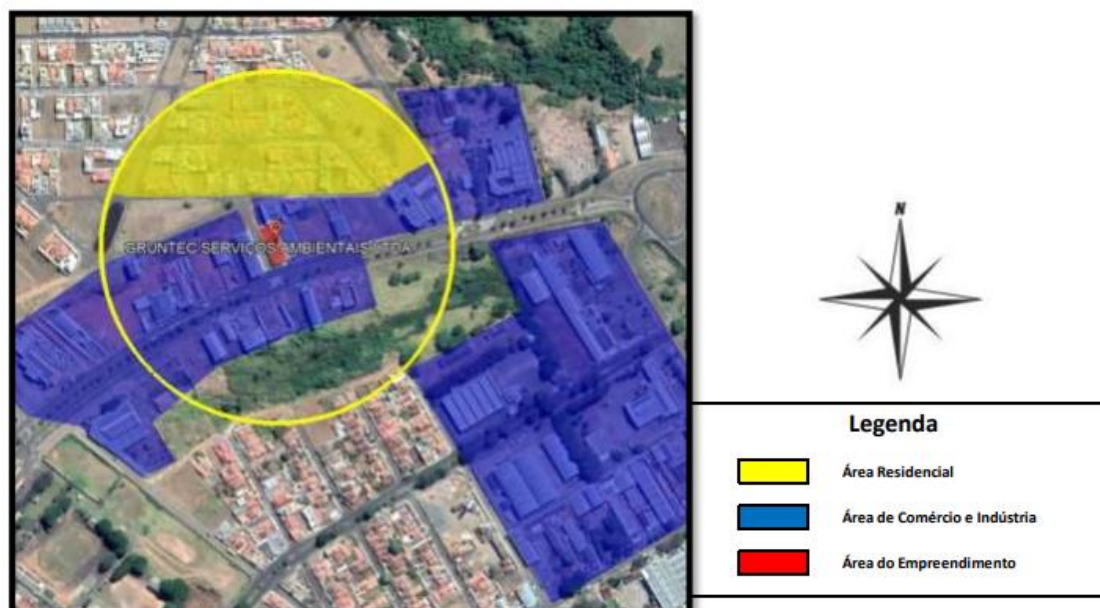 GRUNTEC SERVIÇOS AMBIENTAIS LTDA
N
Legenda
Área Residencial
Área de Comércio e Indústria
Área do Empreendimento